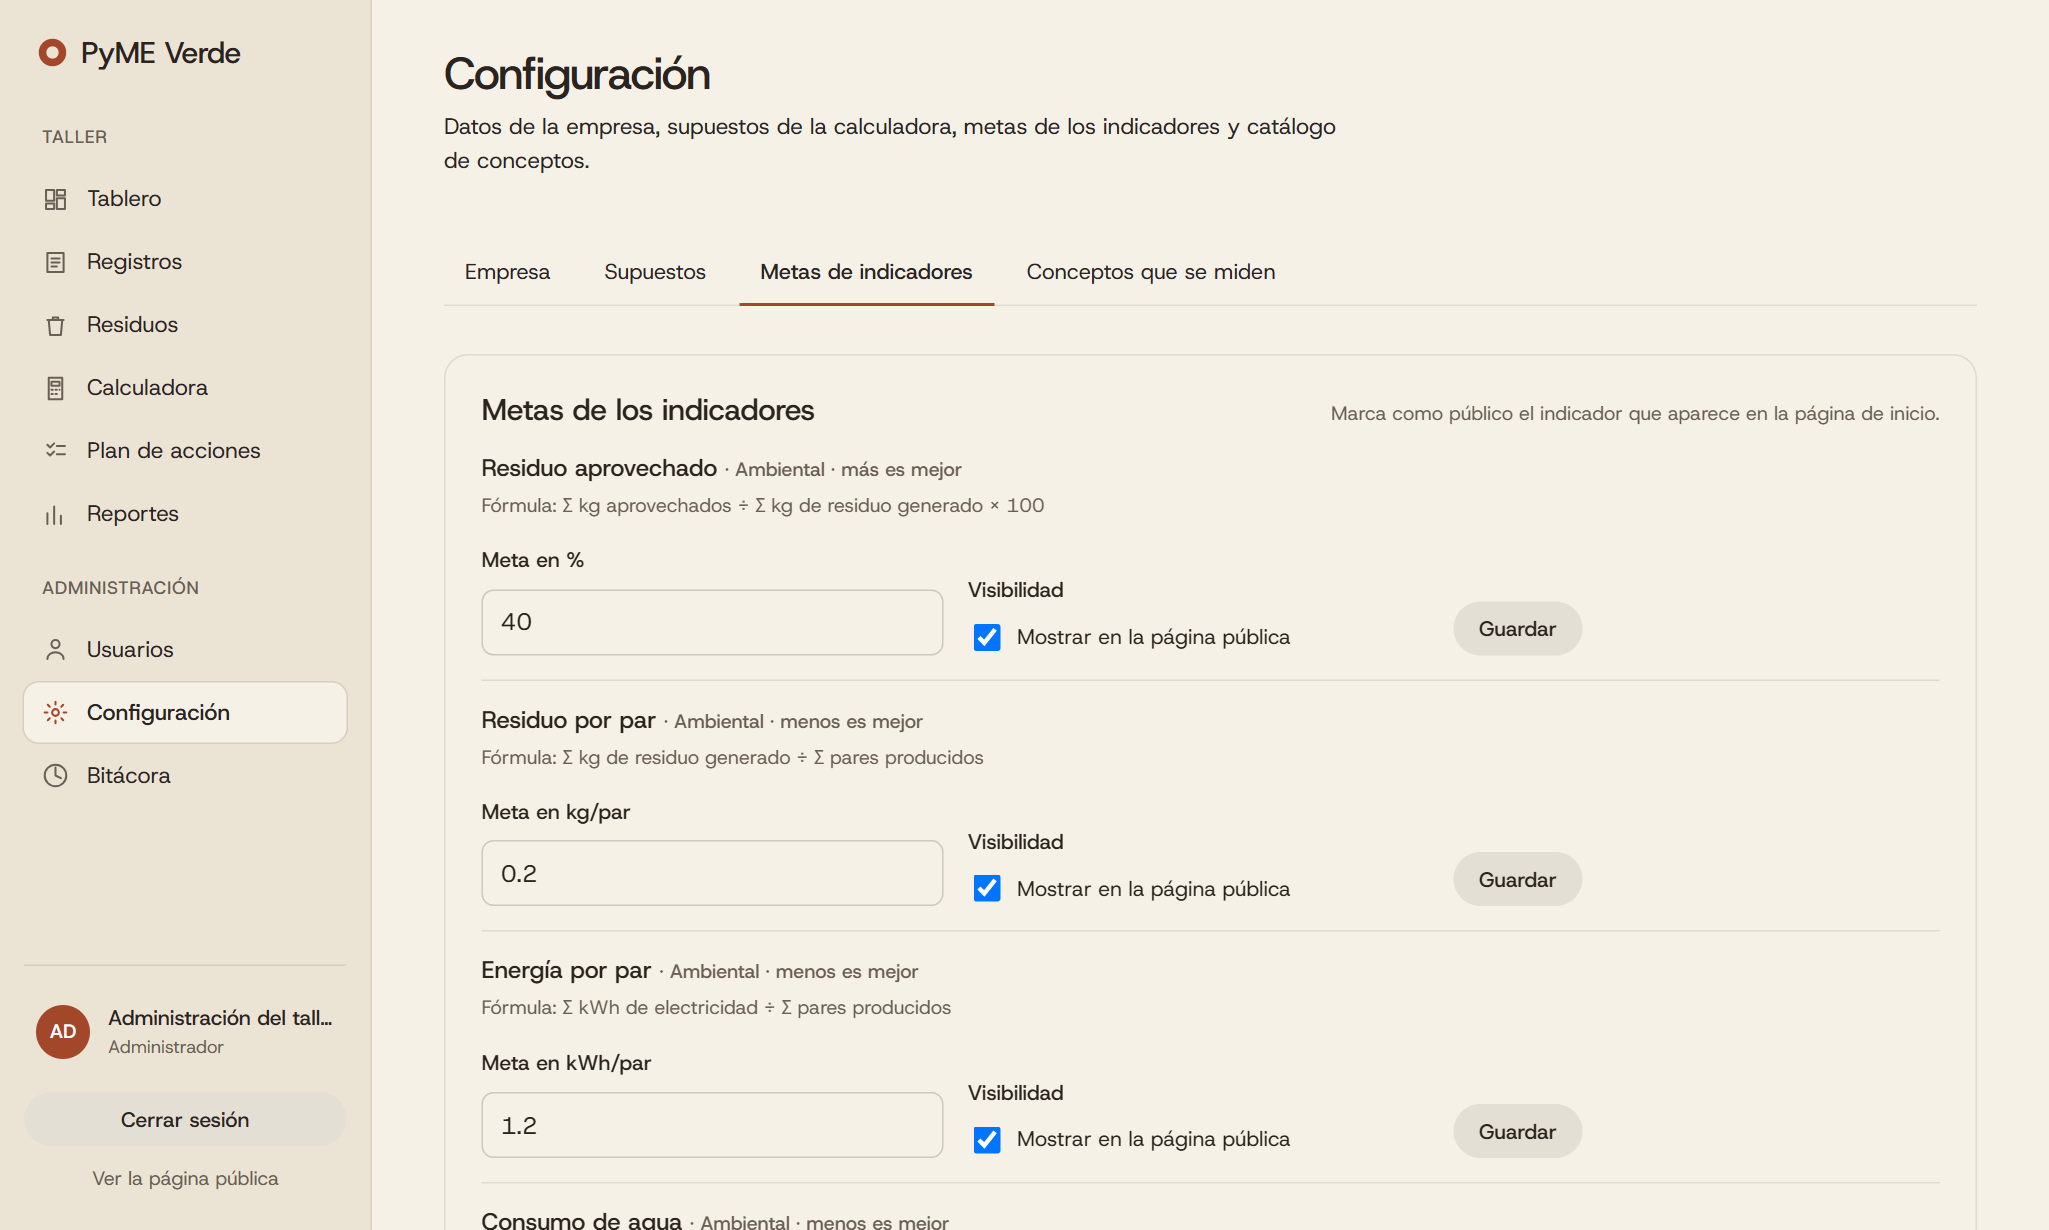 PyME Verde
TALLER
Tablero
Registros
Residuos
Calculadora
Plan de acciones
Reportes
ADMINISTRACIÓN
Usuarios
Configuración
Bitácora
AD
Administración del tall...
Administrador
Cerrar sesión
Ver la página pública
Configuración
Datos de la empresa, supuestos de la calculadora, metas de los indicadores y catálogo
de conceptos.
Empresa Supuestos Metas de indicadores Conceptos que se miden
Metas de los indicadores
Marca como público el indicador que aparece en la página de inicio.
Residuo aprovechado · Ambiental · más es mejor
Fórmula: Σ kg aprovechados ÷ Σ kg de residuo generado × 100
Meta en %
40
Visibilidad
Mostrar en la página pública
Guardar
Residuo por par · Ambiental · menos es mejor
Fórmula: Σ kg de residuo generado ÷ Σ pares producidos
Meta en kg/par
0.2
Visibilidad
Mostrar en la página pública
Guardar
Energía por par · Ambiental · menos es mejor
Fórmula: Σ kWh de electricidad ÷ Σ pares producidos
Meta en kWh/par
1.2
Visibilidad
Mostrar en la página pública
Guardar
Consumo de agua · Ambiental · menos es mejor